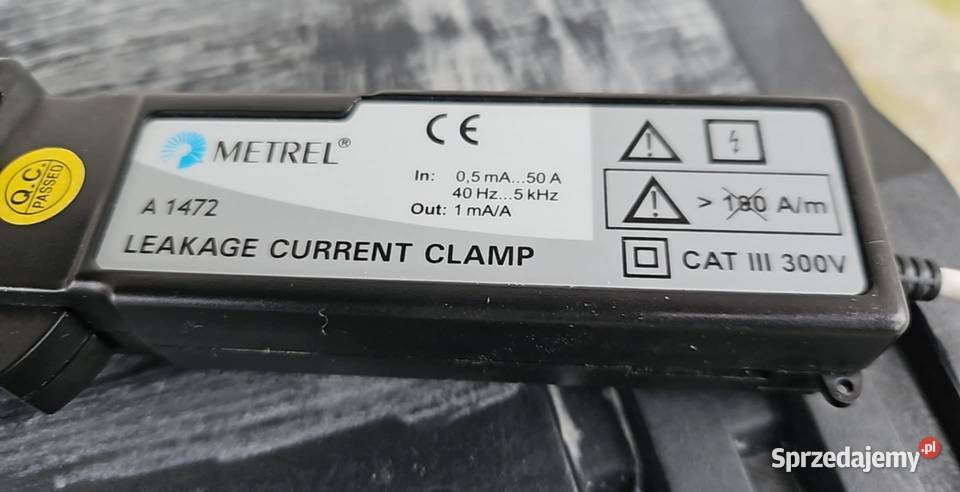 Q.C.
PASSED
METREL®
A 1472
LEAKAGE CURRENT CLAMP
CE
In: 0,5 mA...50 A
40 Hz...5 kHz
Out: 1 mA/A
> 100 A/m
CAT III 300V
Sprzedajemy.pl